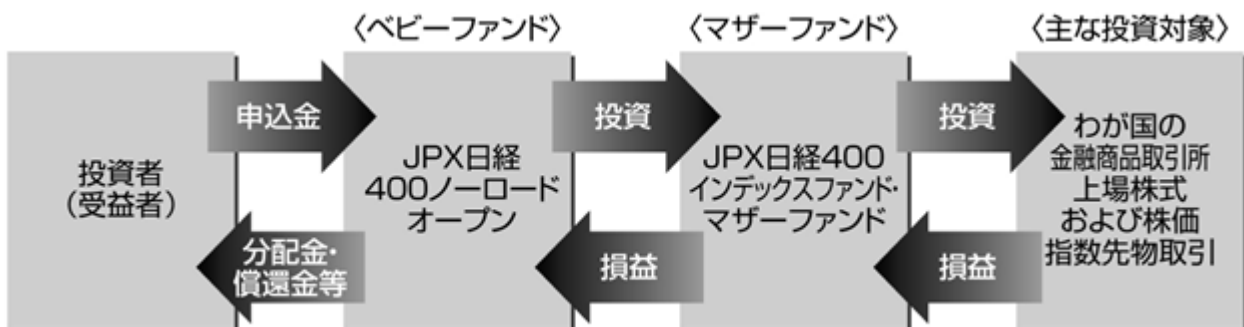 〈ベビーファンド〉
〈マザーファンド〉
〈主な投資対象〉
申込金
投資
投資
投資者
（受益者）
JPX日経
400ノーロード
オープン
JPX日経400
インデックスファンド・
マザーファンド
わが国の
金融商品取引所
上場株式
および株価
指数先物取引
分配金・
償還金等
損益
損益